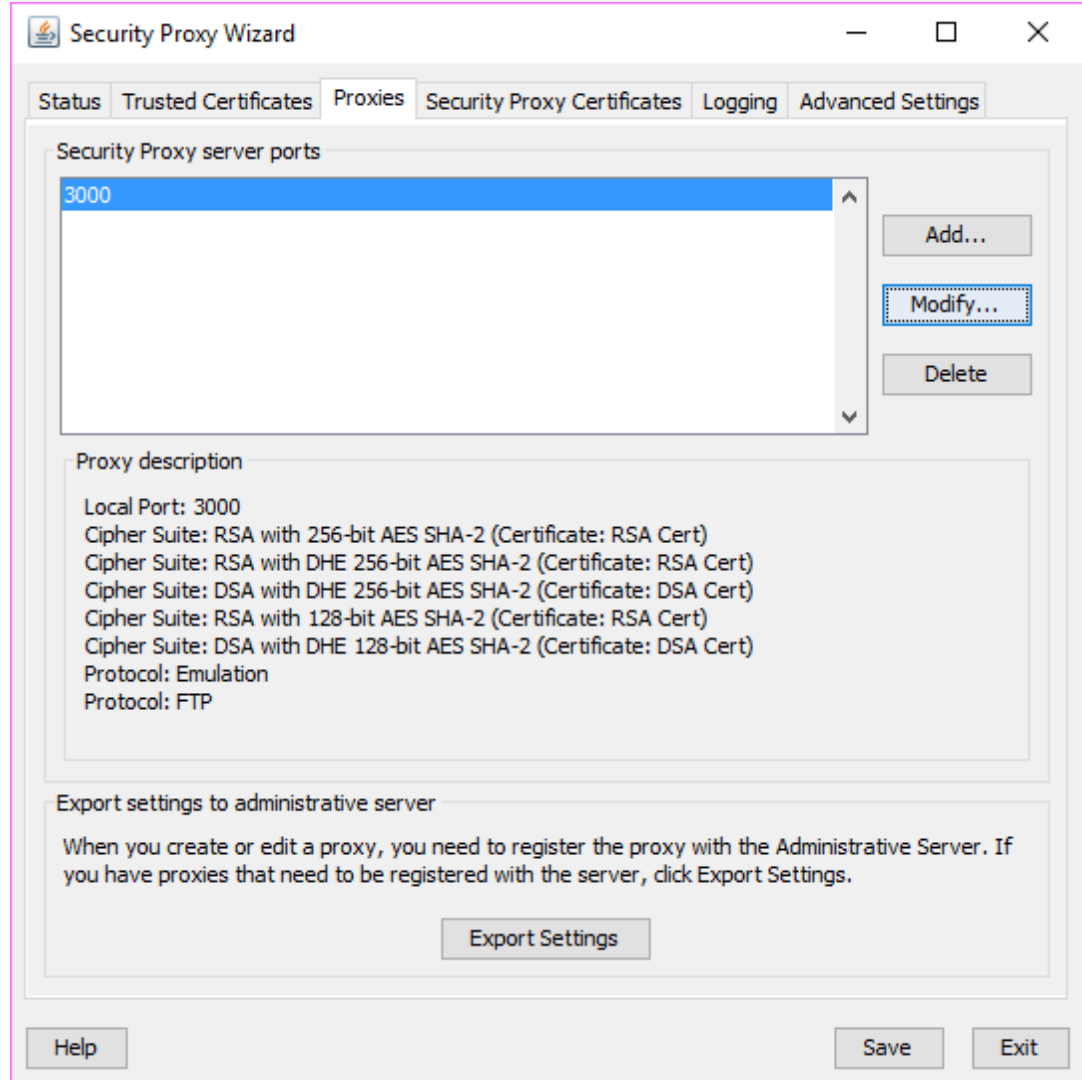 Security Proxy Wizard
Status Trusted Certificates Proxies Security Proxy Certificates Logging Advanced Settings
Security Proxy server ports
3000
Add...
Modify...
Delete
Proxy description
Local Port: 3000
Cipher Suite: RSA with 256-bit AES SHA-2 (Certificate: RSA Cert)
Cipher Suite: RSA with DHE 256-bit AES SHA-2 (Certificate: RSA Cert)
Cipher Suite: DSA with DHE 256-bit AES SHA-2 (Certificate: DSA Cert)
Cipher Suite: RSA with 128-bit AES SHA-2 (Certificate: RSA Cert)
Cipher Suite: DSA with DHE 128-bit AES SHA-2 (Certificate: DSA Cert)
Protocol: Emulation
Protocol: FTP
Export settings to administrative server
When you create or edit a proxy, you need to register the proxy with the Administrative Server. If
you have proxies that need to be registered with the server, click Export Settings.
Export Settings
Help Save Exit